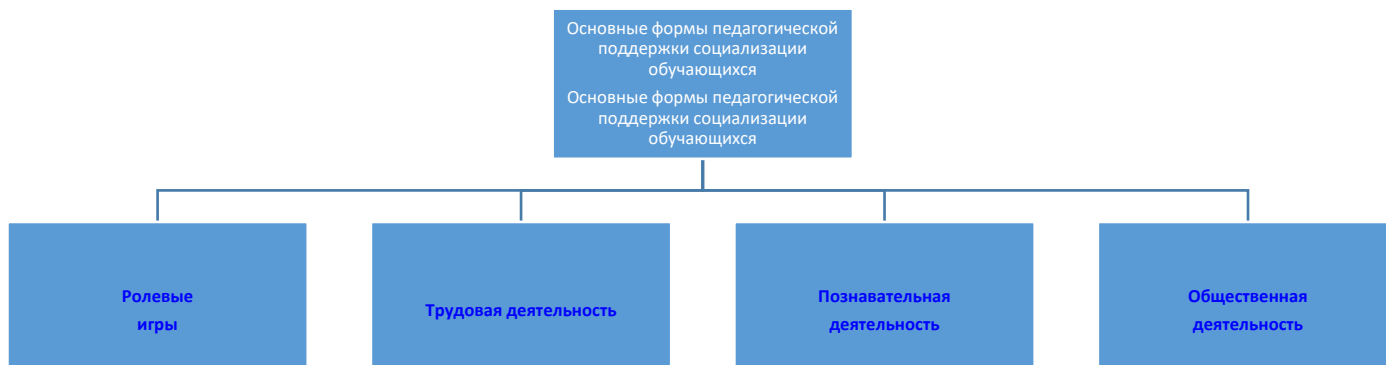 Основные формы педагогической
поддержки социализации
обучающихся
Основные формы педагогической
поддержки социализации
обучающихся
Ролевые
игры
Трудовая деятельность
Познавательная
деятельность
Общественная
деятельность